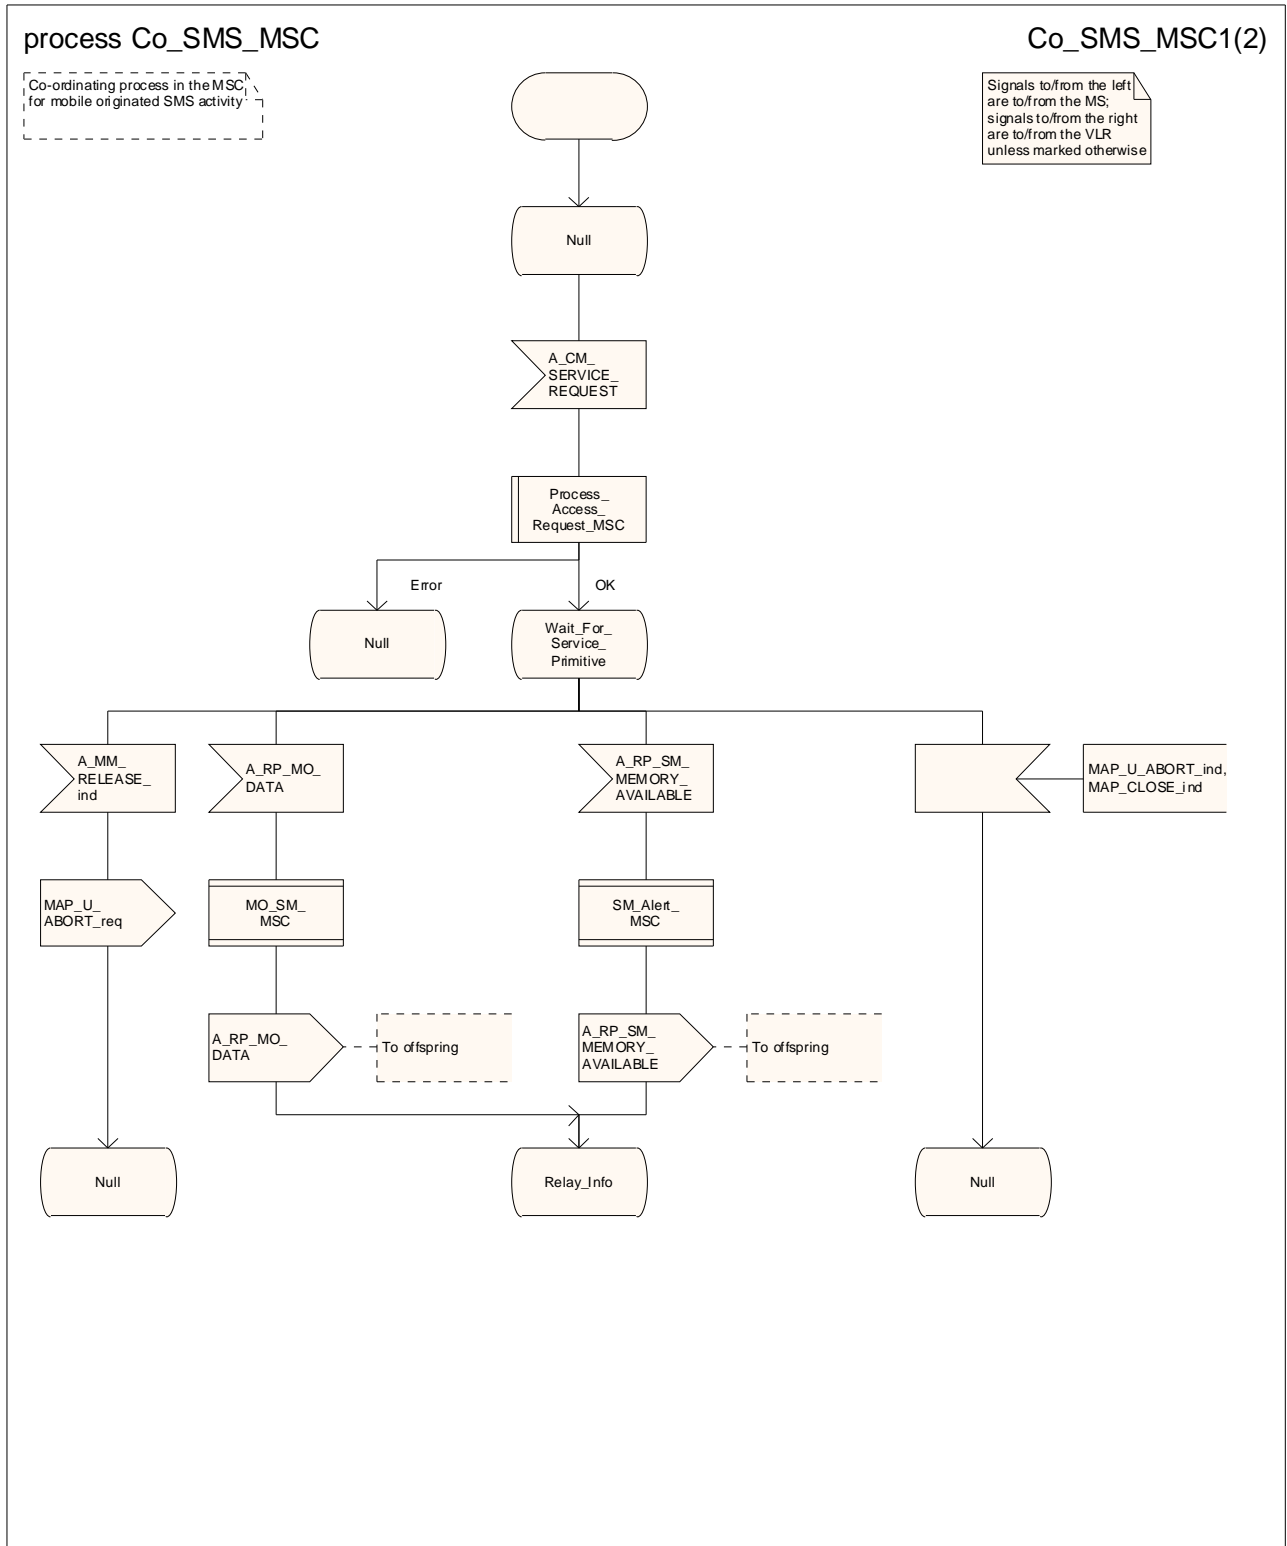 process Co_SMS_MSC
Co_SMS_MSC1(2)
Co-ordinating process in the MSC
for mobile originated SMS activity
Signals to/from the left
are to/from the MS;
signals to/from the right
are to/from the VLR
unless marked otherwise
Null
A_CM_
SERVICE_
REQUEST
Process_
Access_
Request_MSC
Error
OK
Null
Wait_For_
Service_
Primitive
A_MM_
RELEASE_
ind
A_RP_MO_
DATA
A_RP_SM_
MEMORY_
AVAILABLE
MAP_U_ABORT_ind,
MAP_CLOSE_ind
MAP_U_
ABORT_req
MO_SM_
MSC
SM_Alert_
MSC
A_RP_MO_
DATA
To offspring
A_RP_SM_
MEMORY_
AVAILABLE
To offspring
Null
Relay_Info
Null